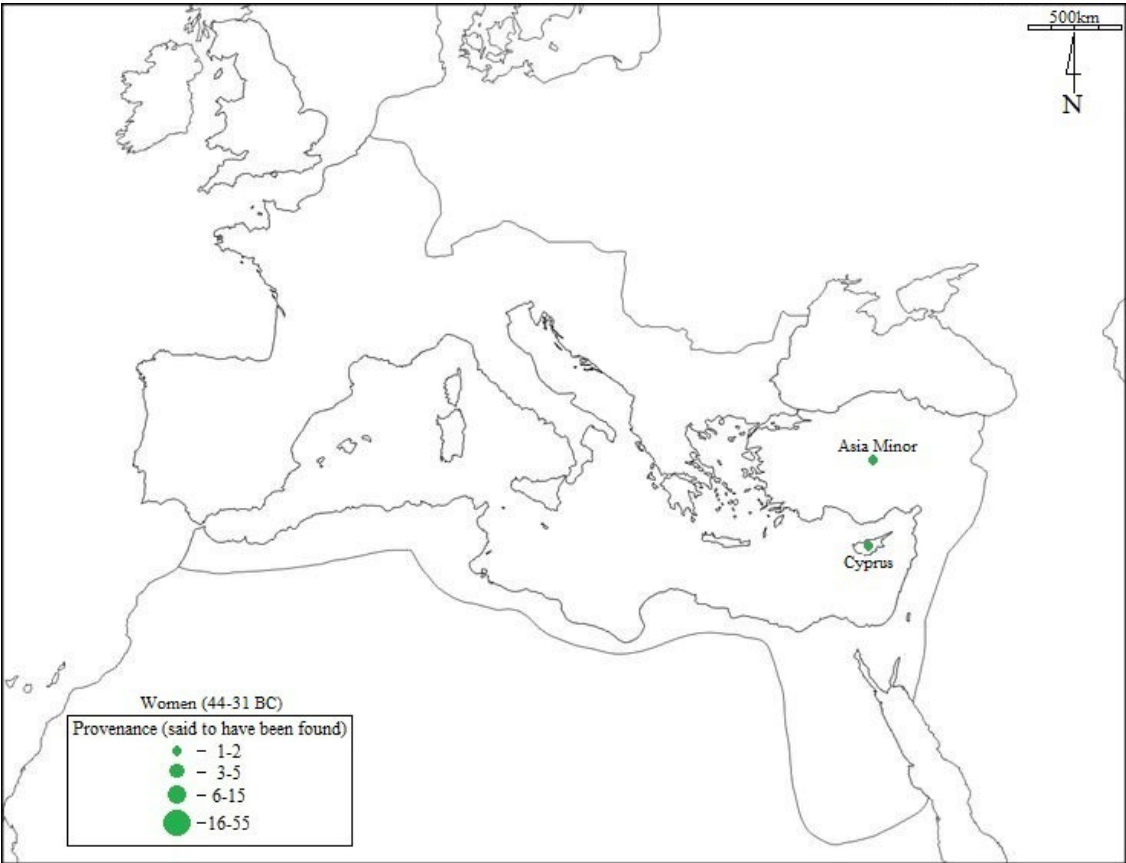 500km
N
Asia Minor
Cyprus
Women (44-31 BC)
Provenance (said to have been found)
– 1-2
– 3-5
– 6-15
–16-55